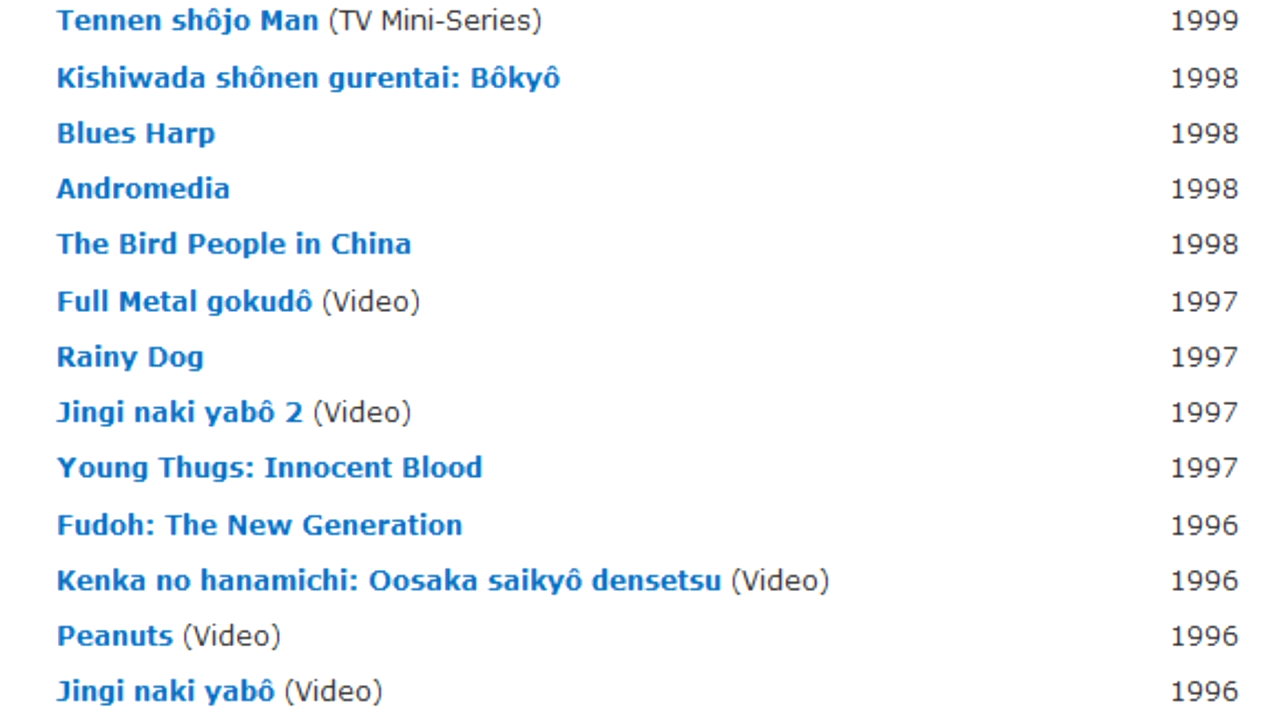 Tennen shôjo Man (TV Mini-Series) 1999
Kishiwada shônen gurentai: Bôkyô 1998
Blues Harp 1998
Andromedia 1998
The Bird People in China 1998
Full Metal gokudô (Video) 1997
Rainy Dog 1997
Jingi naki yabô 2 (Video) 1997
Young Thugs: Innocent Blood 1997
Fudoh: The New Generation 1996
Kenka no hanamichi: Oosaka saikyô densetsu (Video) 1996
Peanuts (Video) 1996
Jingi naki yabô (Video) 1996